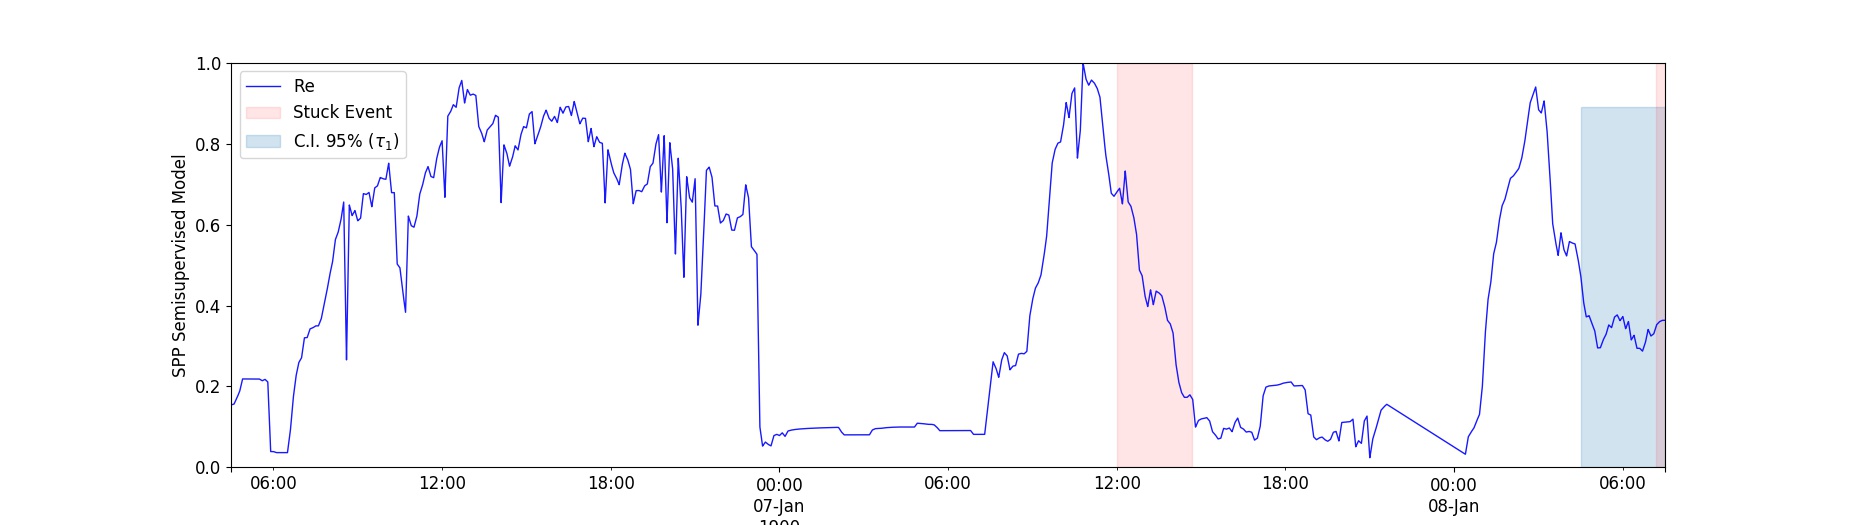 1.0
0.8
0.6
0.4
0.2
0.0
SPP Semisupervised Model
Re
Stuck Event
C.I. 95% (τ1)
06:00 12:00 18:00 00:00 06:00 12:00 18:00 00:00 06:00
07-Jan 08-Jan
1900